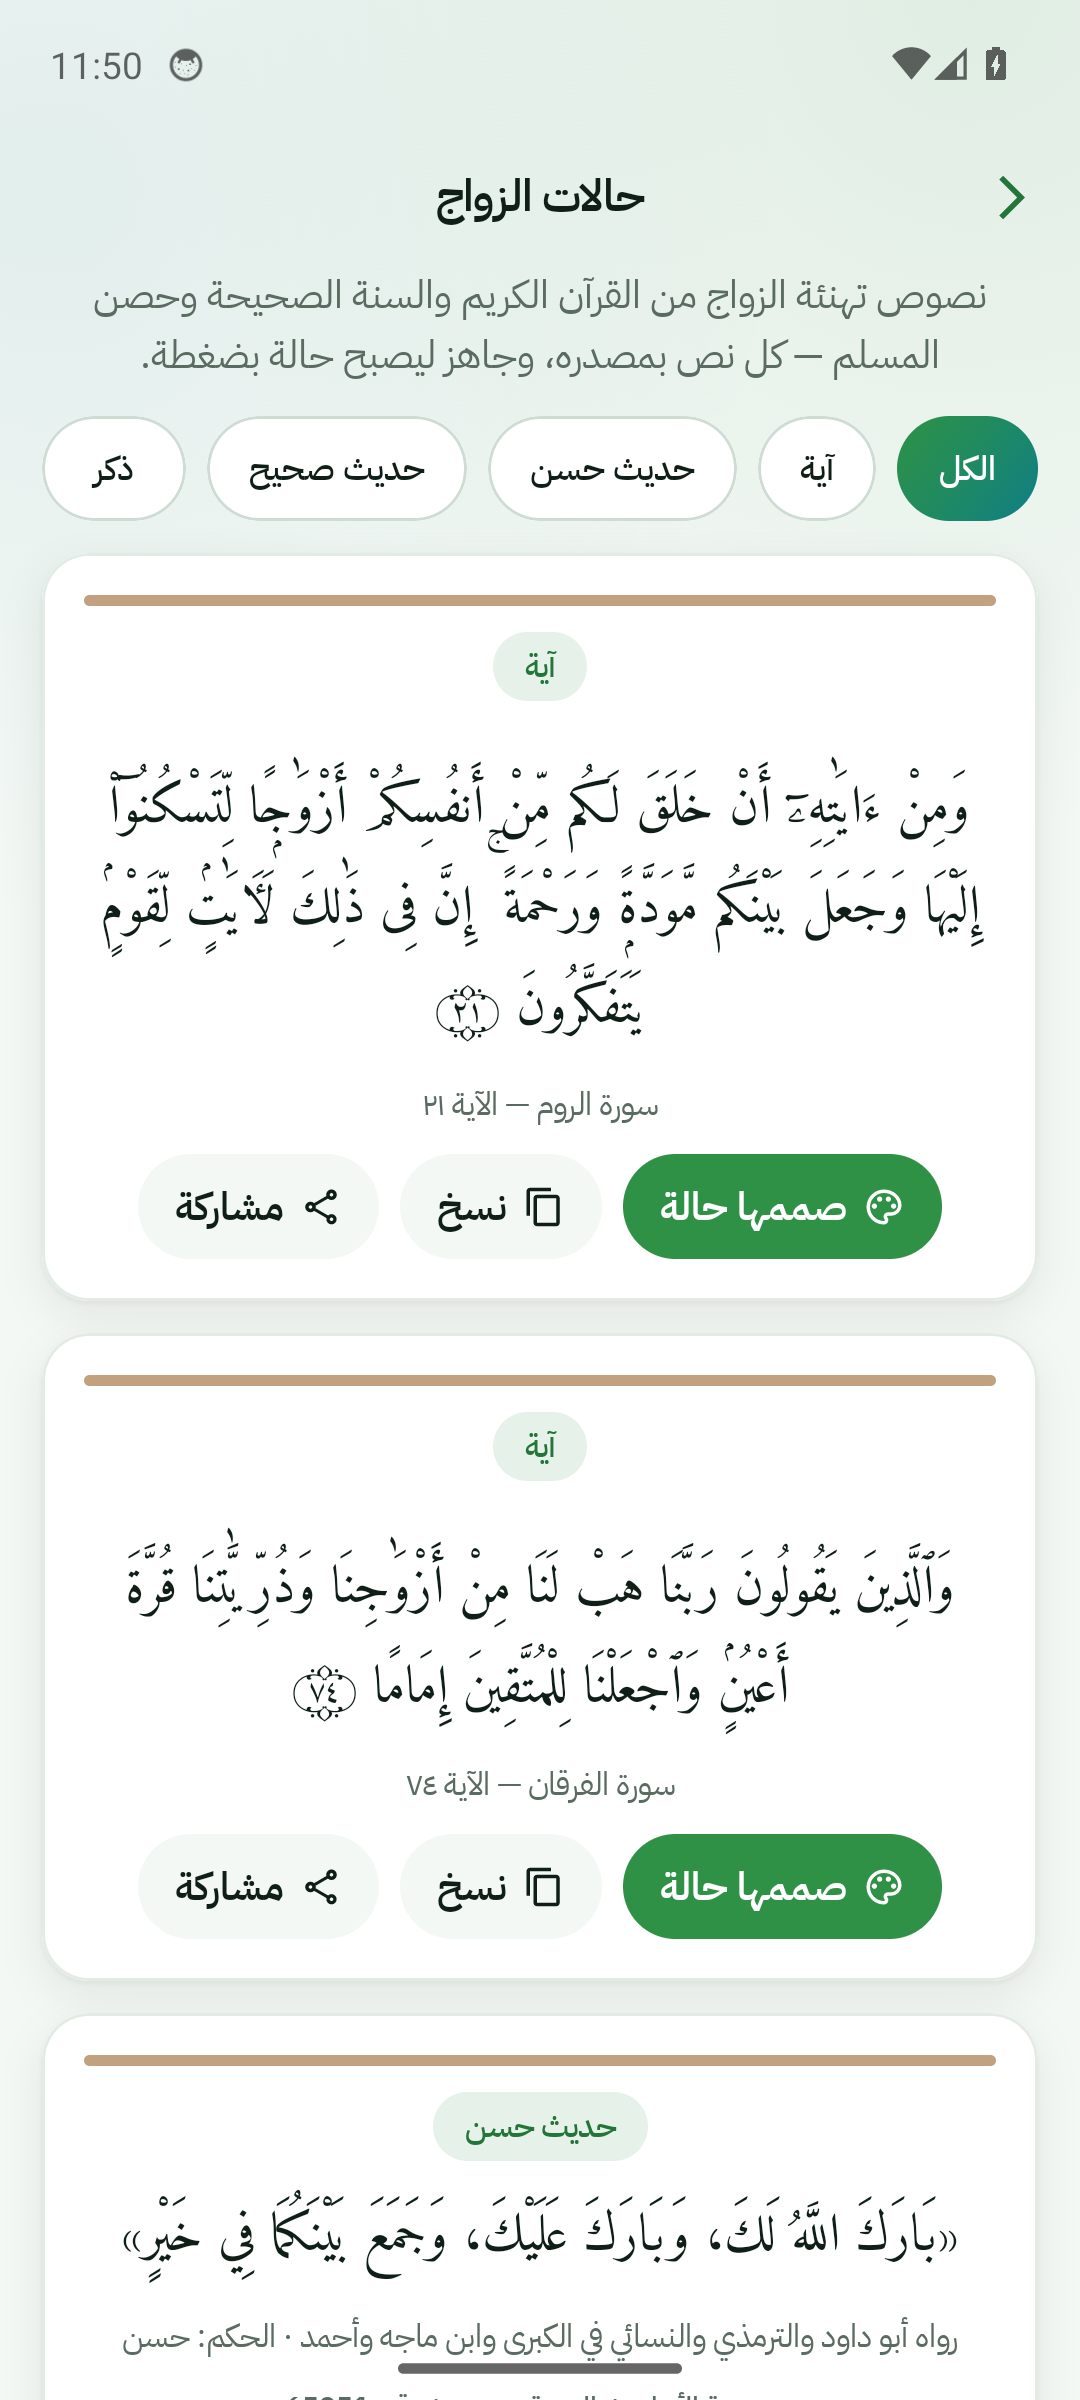 11:50
حالات الزواج
نصوص تهنئة الزواج من القرآن الكريم والسنة الصحيحة وحصن
المسلم — كل نص بمصدره، وجاهز ليصبح حالة بضغطة.
الكل
آية
حديث حسن
حديث صحيح
ذكر
آية
وَمِنْ ءَايَٰتِهِۦٓ أَنْ خَلَقَ لَكُم مِّنْ أَنفُسِكُمْ أَزْوَٰجًا لِّتَسْكُنُوٓا۟
إِلَيْهَا وَجَعَلَ بَيْنَكُم مَّوَدَّةً وَرَحْمَةً ۚ إِنَّ فِى ذَٰلِكَ لَـَٔايَٰتٍ لِّقَوْمٍ
يَتَفَكَّرُونَ ٢١
سورة الروم — الآية ٢١
صممها حالة
نسخ
مشاركة
آية
وَٱلَّذِينَ يَقُولُونَ رَبَّنَا هَبْ لَنَا مِنْ أَزْوَٰجِنَا وَذُرِّيَّٰتِنَا قُرَّةَ
أَعْيُنٍ وَٱجْعَلْنَا لِلْمُتَّقِينَ إِمَامًا ٧٤
سورة الفرقان — الآية ٧٤
صممها حالة
نسخ
مشاركة
حديث حسن
«بَارَكَ اللَّهُ لَكَ، وَبَارَكَ عَلَيْكَ، وَجَمَعَ بَيْنَكُمَا فِي خَيْرٍ»
رواه أبو داود والترمذي والنسائي في الكبرى وابن ماجه وأحمد · الحكم: حسن